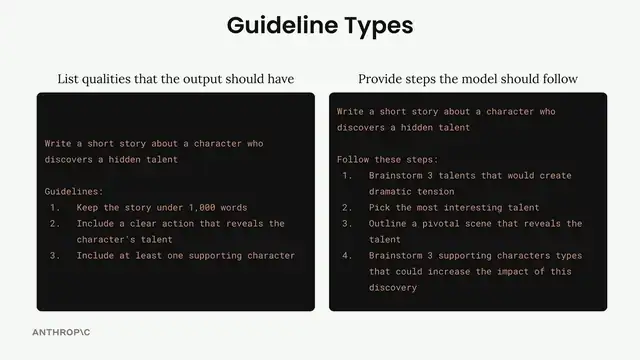 Guideline Types
List qualities that the output should have
Write a short story about a character who
discovers a hidden talent
Guidelines:
1. Keep the story under 1,000 words
2. Include a clear action that reveals the
character's talent
3. Include at least one supporting character
Provide steps the model should follow
Write a short story about a character who
discovers a hidden talent
Follow these steps:
1. Brainstorm 3 talents that would create
dramatic tension
2. Pick the most interesting talent
3. Outline a pivotal scene that reveals the
talent
4. Brainstorm 3 supporting characters types
that could increase the impact of this
discovery
ANTHROP\C